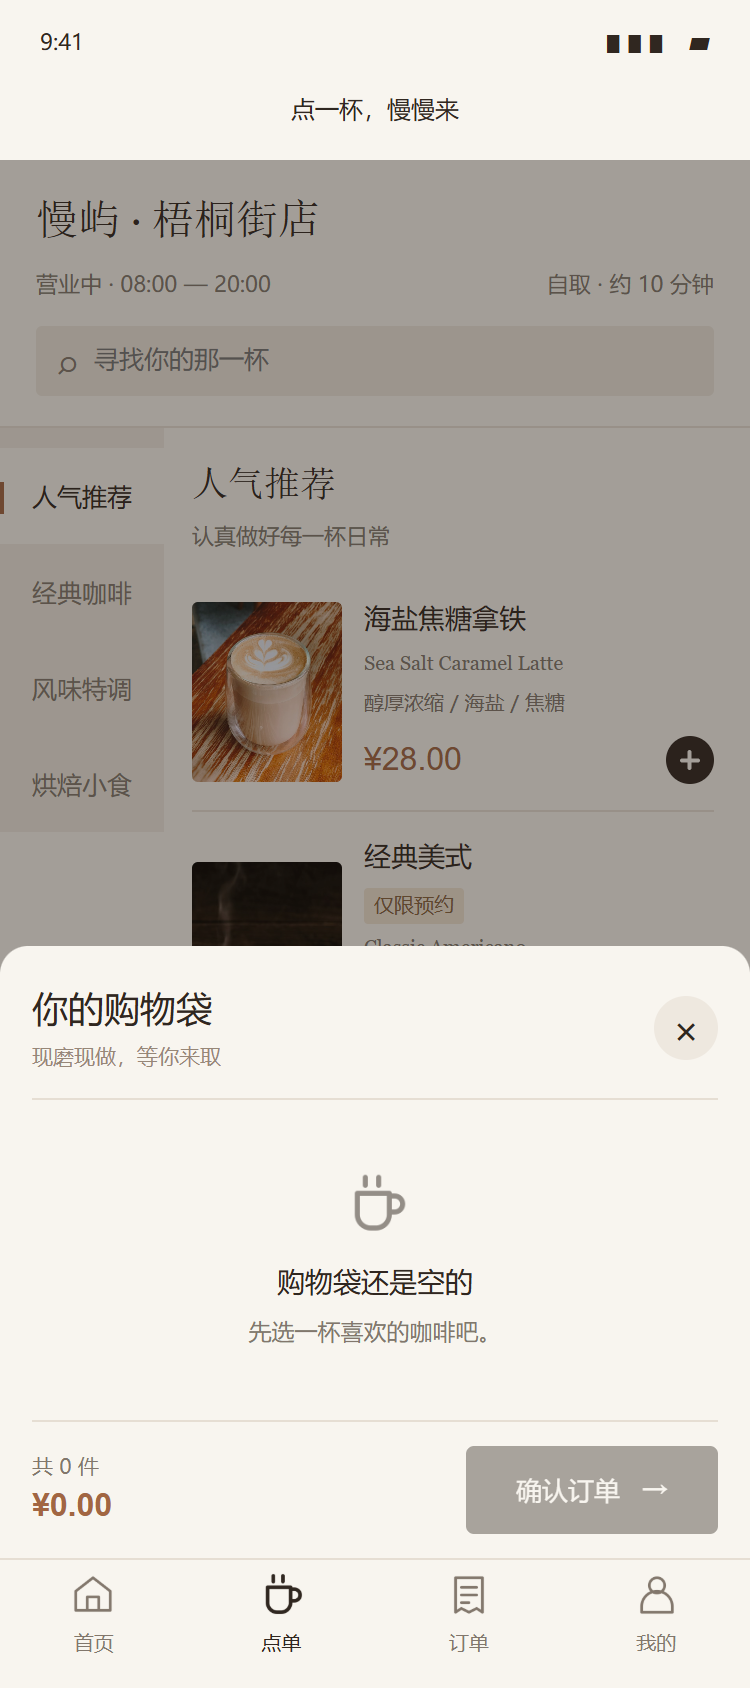 9:41
点一杯，慢慢来
慢屿 · 梧桐街店
营业中 · 08:00 — 20:00
自取 · 约 10 分钟
寻找你的那一杯
人气推荐
经典咖啡
风味特调
烘焙小食
人气推荐
认真做好每一杯日常
海盐焦糖拿铁
Sea Salt Caramel Latte
醇厚浓缩 / 海盐 / 焦糖
¥28.00
经典美式
仅限预约
Classic Americano
你的购物袋
现磨现做，等你来取
购物袋还是空的
先选一杯喜欢的咖啡吧。
共 0 件
¥0.00
确认订单 →
首页
点单
订单
我的